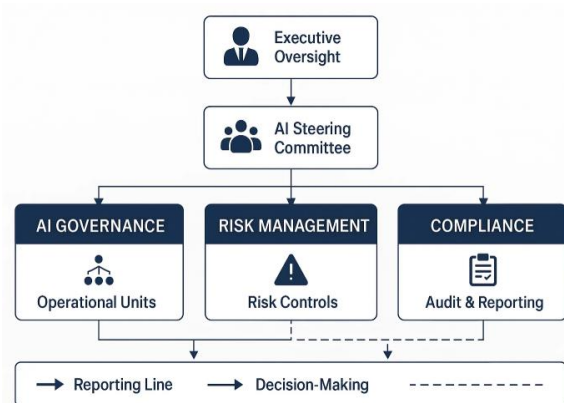 Executive
Oversight
AI Steering
Committee
AI GOVERNANCE
Operational Units
RISK MANAGEMENT
Risk Controls
COMPLIANCE
Audit & Reporting
Reporting Line
Decision-Making